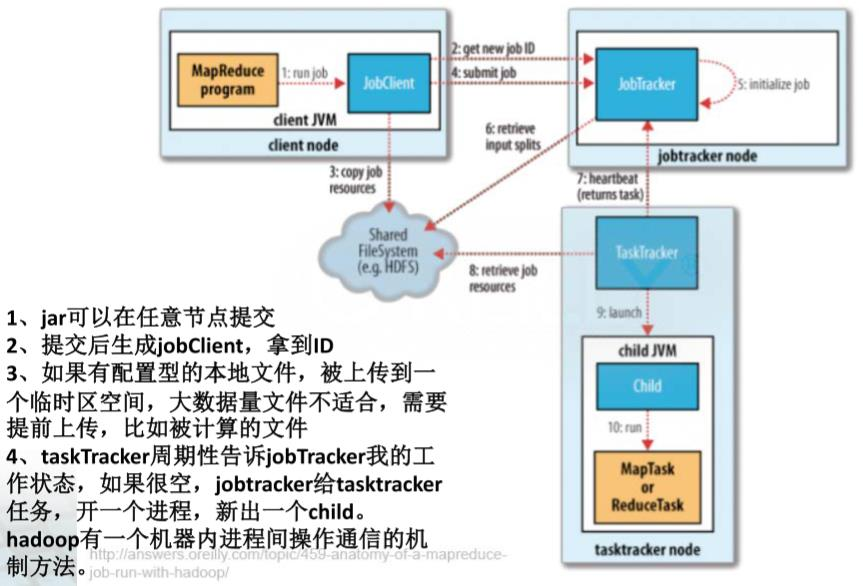 2: get new job ID
MapReduce
program
1: run job
JobClient
4: submit job
JobTracker
5: initialize job
client JVM
client node
6: retrieve
input splits
jobtracker node
3: copy job
resources
7: heartbeat
(returns task)
Shared
FileSystem
(e.g. HDFS)
TaskTracker
8: retrieve job
resources
9: launch
child JVM
Child
10: run
MapTask
or
ReduceTask
tasktracker node
1、jar可以在任意节点提交
2、提交后生成jobClient，拿到ID
3、如果有配置型的本地文件，被上传到一
个临时区空间，大数据量文件不适合，需要
提前上传，比如被计算的文件
4、taskTracker周期性告诉jobTracker我的工
作状态，如果很空，jobtracker给tasktracker
任务，开一个进程，新出一个child。
hadoop有一个机器内进程间操作通信的机
制方法。
http://answers.oreilly.com/topic/459-anatomy-of-a-mapreduce-
job-run-with-hadoop/